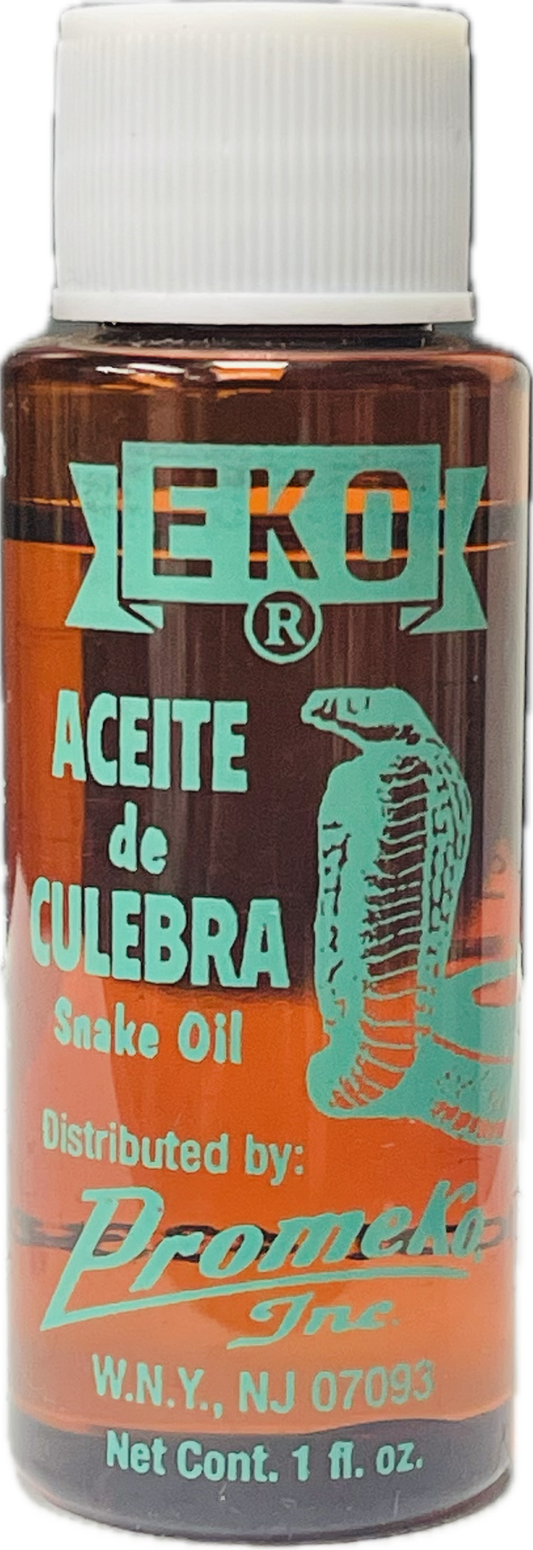 EKO
®
ACEITE
de
CULEBRA
Snake Oil
Distributed by:
Promeko,
Inc.
W.N.Y., NJ 07093
Net Cont. 1 fl. oz.